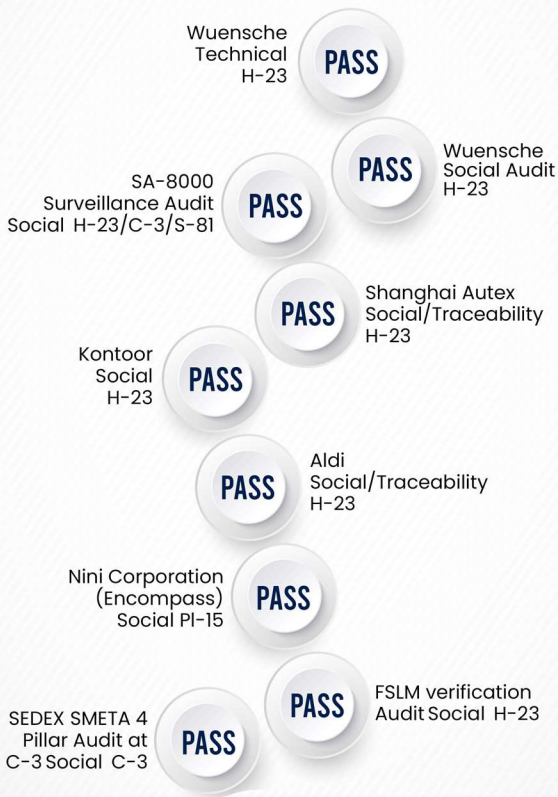 Wuensche
Technical
H-23
PASS
PASS
Wuensche
Social Audit
H-23
SA-8000
Surveillance Audit
Social H-23/C-3/S-81
PASS
PASS
Shanghai Autex
Social/Traceability
H-23
Kontoor
Social
H-23
PASS
PASS
Aldi
Social/Traceability
H-23
Nini Corporation
(Encompass)
Social Pl-15
PASS
PASS
FSLM verification
Audit Social H-23
SEDEX SMETA 4
Pillar Audit at
C-3 Social C-3
PASS